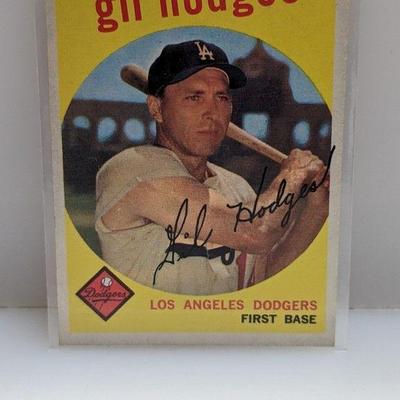 gil hodges
LA
Gil Hodges
Dodgers
LOS ANGELES DODGERS
FIRST BASE